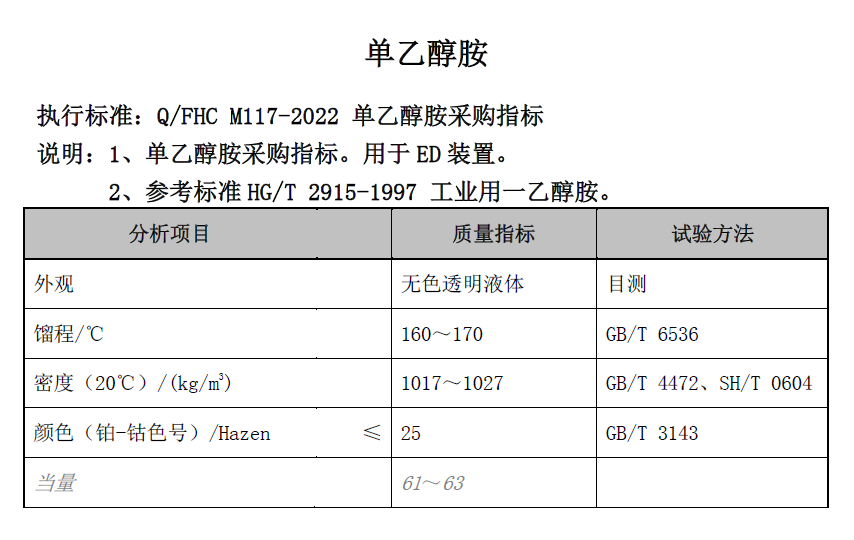 单乙醇胺
执行标准：Q/FHC M117-2022 单乙醇胺采购指标
说明：1、单乙醇胺采购指标。用于 ED 装置。
2、参考标准 HG/T 2915-1997 工业用一乙醇胺。
分析项目 质量指标 试验方法
外观 无色透明液体 目测
馏程/℃ 160～170 GB/T 6536
密度（20℃）/(kg/m³) 1017～1027 GB/T 4472、SH/T 0604
颜色（铂-钴色号）/Hazen ≤ 25 GB/T 3143
当量 61～63